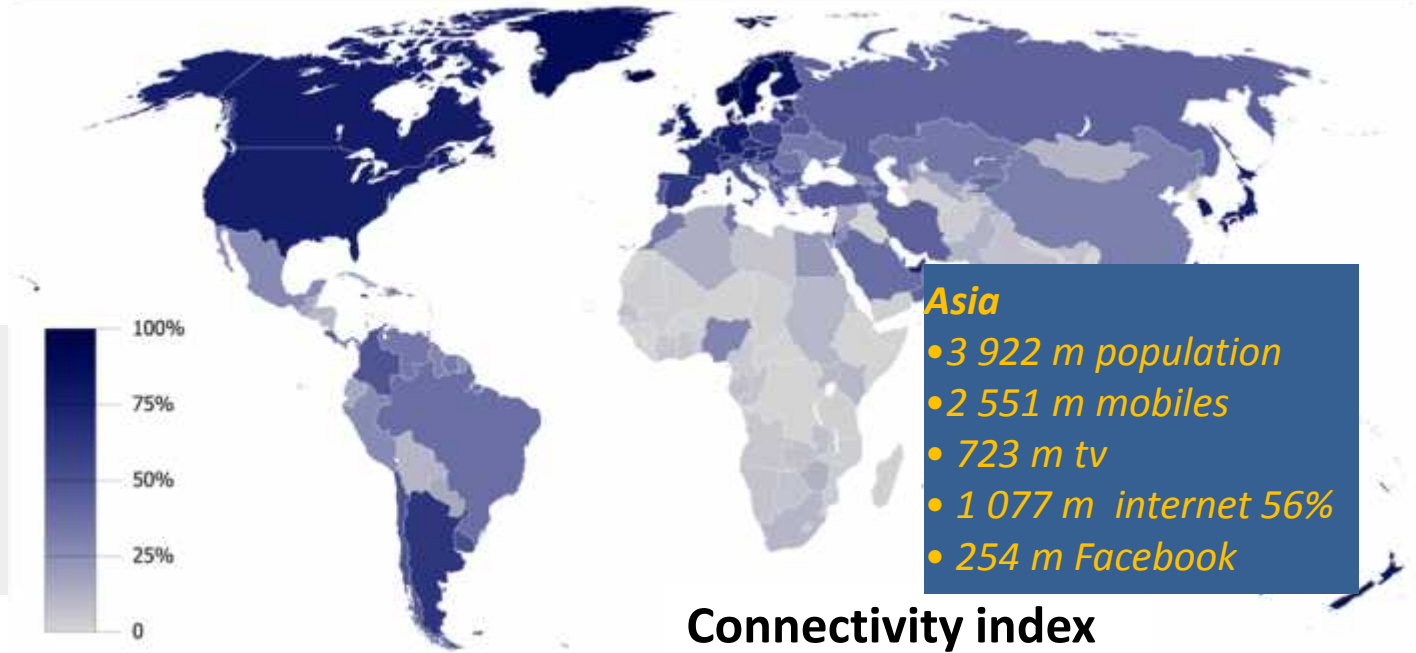 100%
75%
50%
25%
0
Asia
•3 922 m population
•2 551 m mobiles
• 723 m tv
• 1 077 m  internet 56%
• 254 m Facebook
Connectivity index